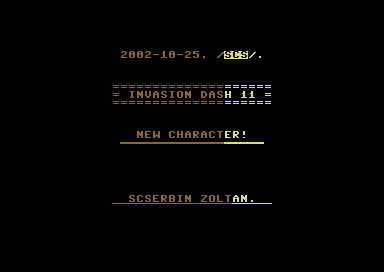 2002-10-25. /SCS/.
====================
= INVASION DASH 11 =
====================
NEW CHARACTER!
SCSERBIN ZOLTAN.